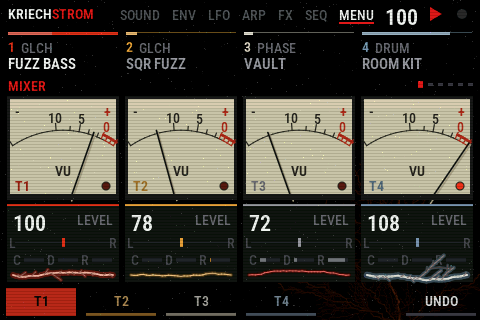 KRIECHSTROM SOUND ENV LFO ARP FX SEQ MENU 100
1 GLCH 2 GLCH 3 PHASE 4 DRUM
FUZZ BASS SQR FUZZ VAULT ROOM KIT
MIXER
- 10 5 + 0 - 10 5 + 0 - 10 5 + 0 - 10 5 + 0
VU VU VU VU
T1 T2 T3 T4
100 LEVEL 78 LEVEL 72 LEVEL 108 LEVEL
L R L R L R L R
C D R C D R C D R C D R
T1 T2 T3 T4 UNDO